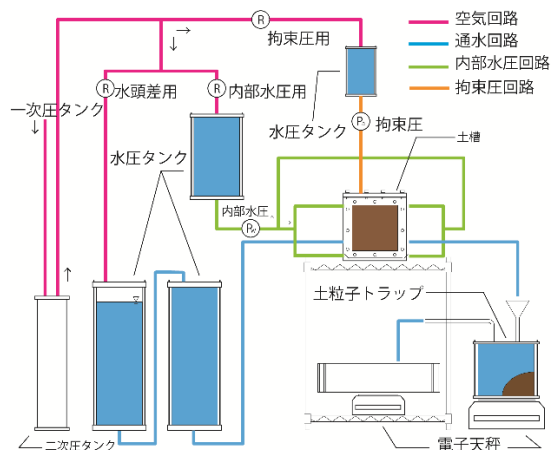 R
拘束圧用
空気回路
通水回路
内部水圧回路
拘束圧回路
R
水頭差用
R
内部水圧用
一次圧タンク
水圧タンク
P
拘束圧
水圧タンク
土槽
内部水圧
Pw
土粒子トラップ
二次圧タンク
電子天秤